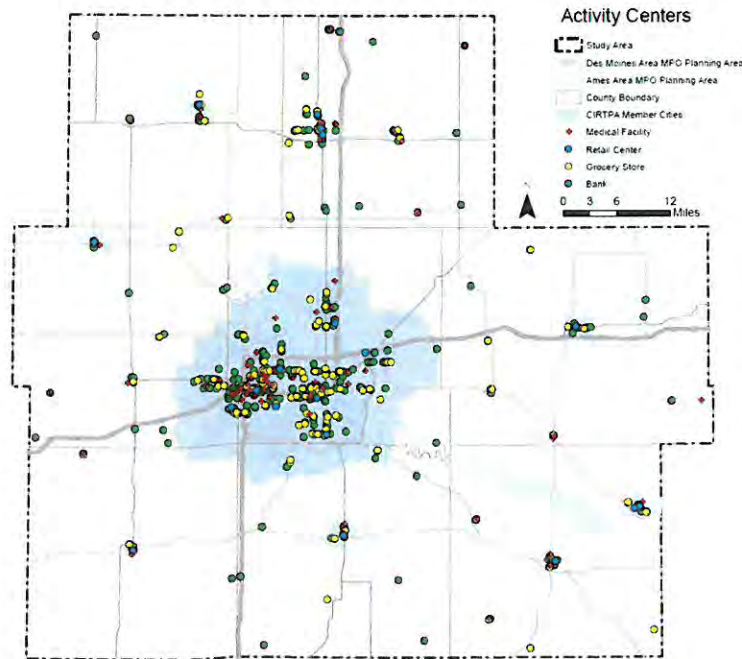 Activity Centers
Study Area
Des Moines Area MPO Planning Area
Ames Area MPO Planning Area
County Boundary
CIRTPA Member Cities
Medical Facility
Retail Center
Grocery Store
Bank
N
0 3 6 12
Miles